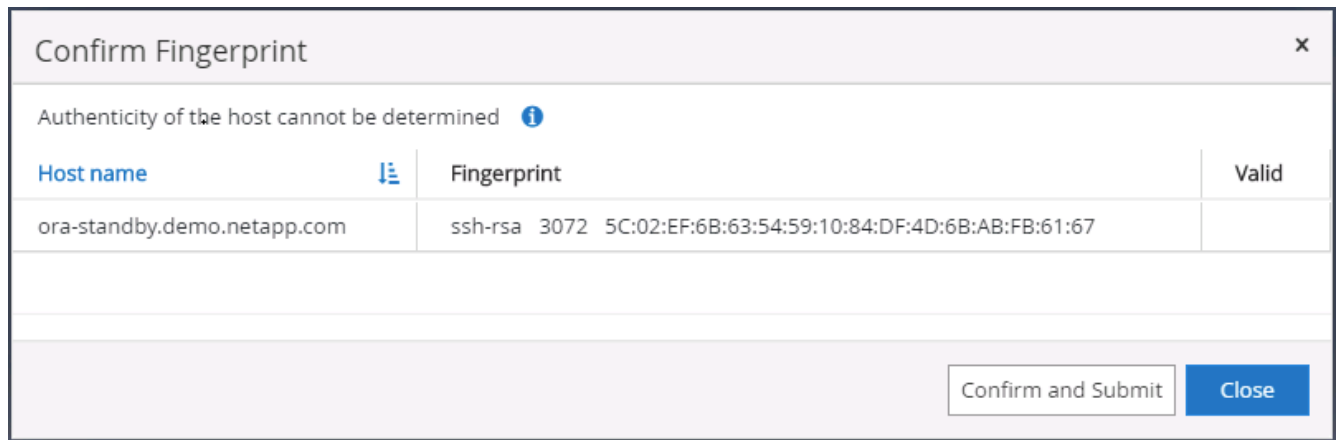 Confirm Fingerprint ×
Authenticity of the host cannot be determined
Host name Fingerprint Valid
ora-standby.demo.netapp.com ssh-rsa 3072 5C:02:EF:6B:63:54:59:10:84:DF:4D:6B:AB:FB:61:67
Confirm and Submit Close